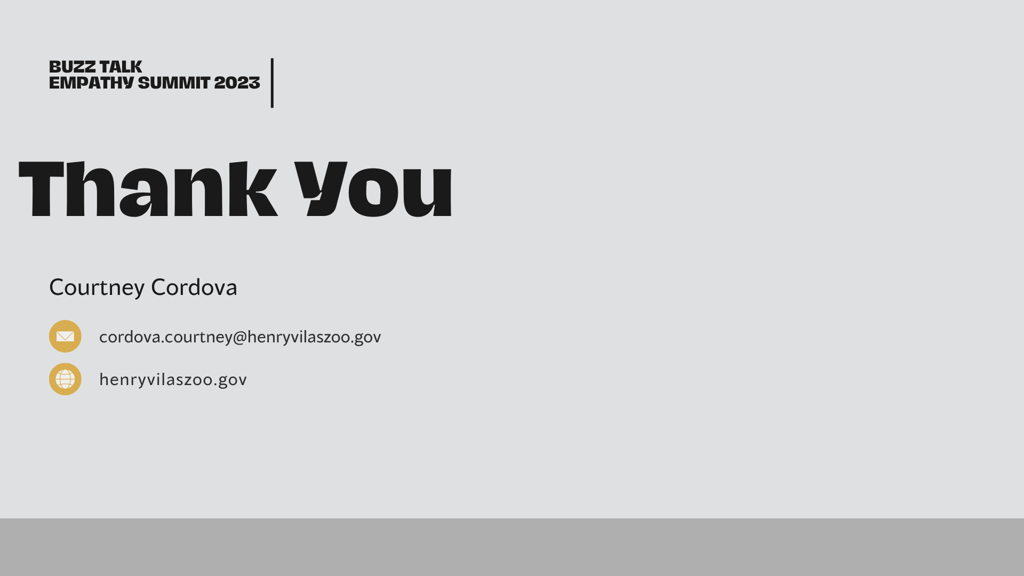 BUZZ TALK
EMPATHY SUMMIT 2023
Thank You
Courtney Cordova
cordova.courtney@henryvilaszoo.gov
henryvilaszoo.gov